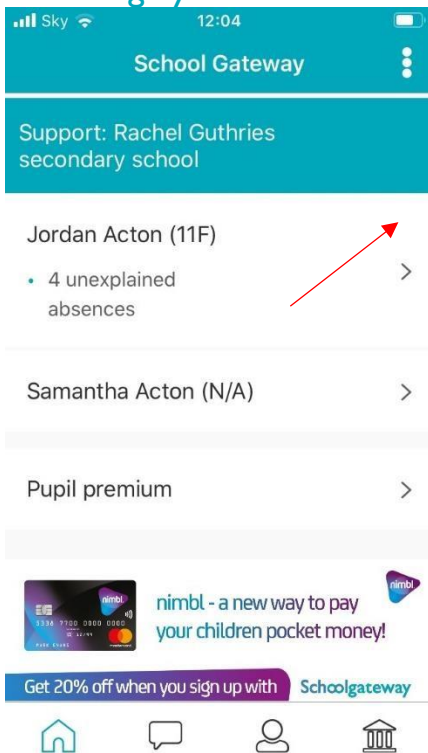 Sky 12:04
School Gateway
Support: Rachel Guthries
secondary school
Jordan Acton (11F)
• 4 unexplained
absences
Samantha Acton (N/A)
Pupil premium
nimbl
nimbl.
nimbl - a new way to pay
your children pocket money!
Get 20% off when you sign up with Schoolgateway